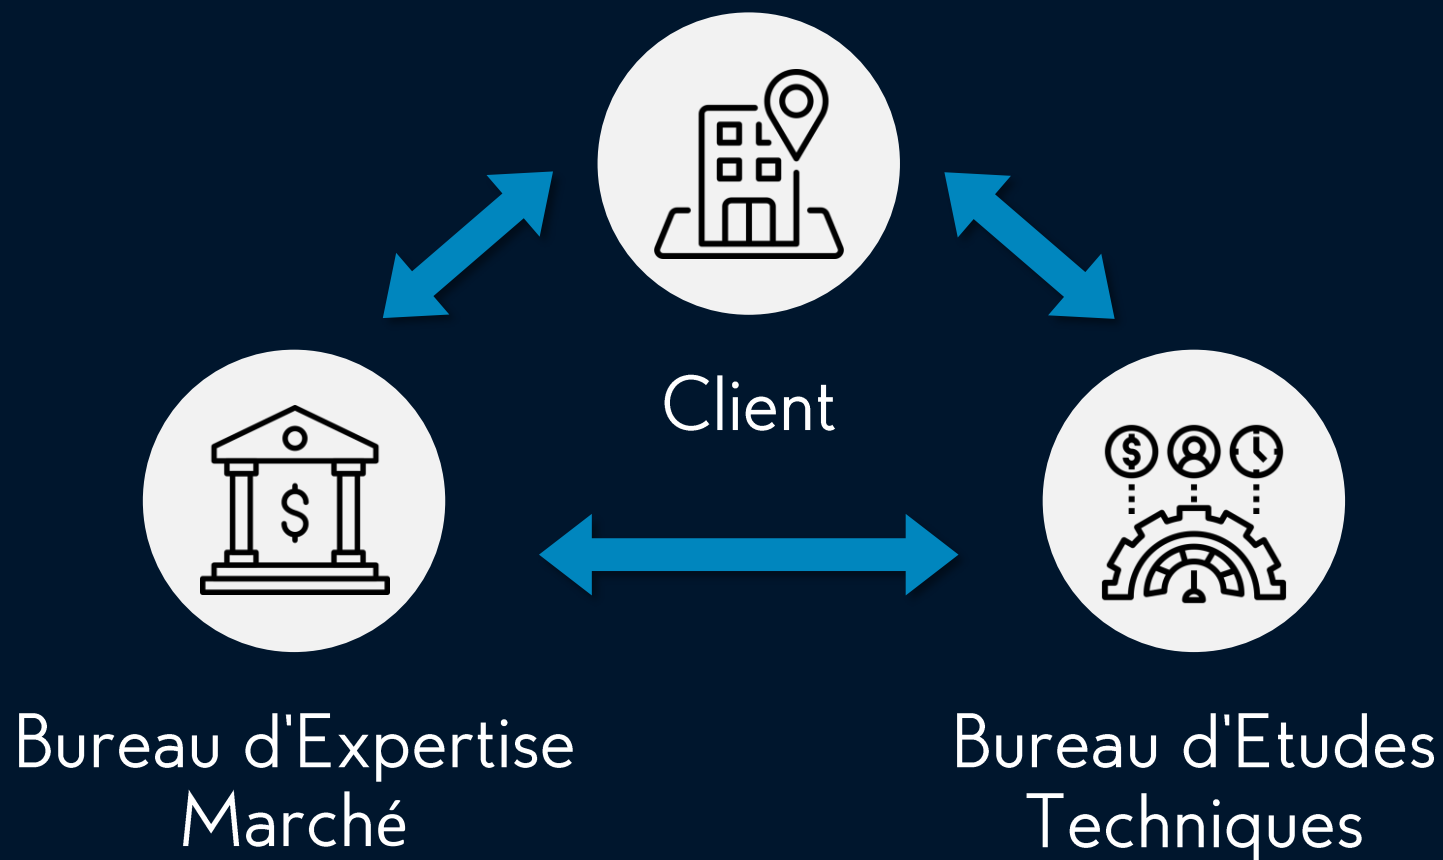 Client
Bureau d'Expertise
Marché
Bureau d'Etudes
Techniques